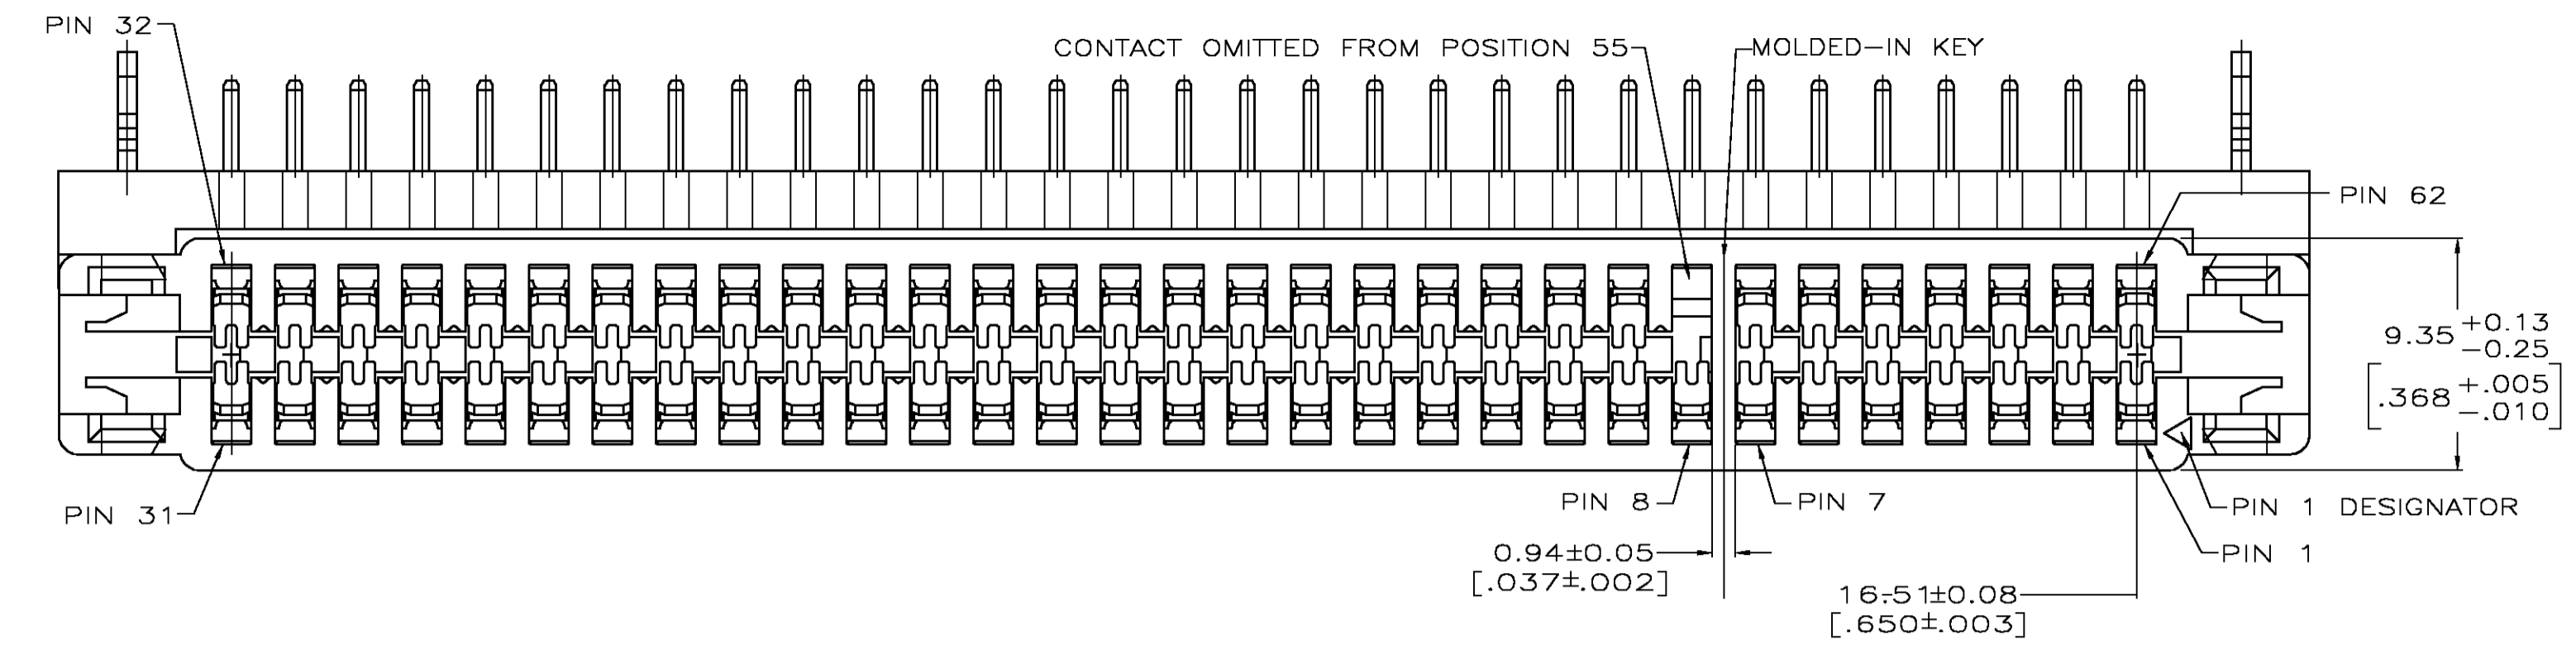 PIN 32
CONTACT OMITTED FROM POSITION 55
MOLDED-IN KEY
PIN 62
9.35 +0.13 -0.25
[.368 +.005 -.010]
PIN 31
PIN 8
PIN 7
PIN 1 DESIGNATOR
PIN 1
0.94±0.05
[.037±.002]
16.51±0.08
[.650±.003]